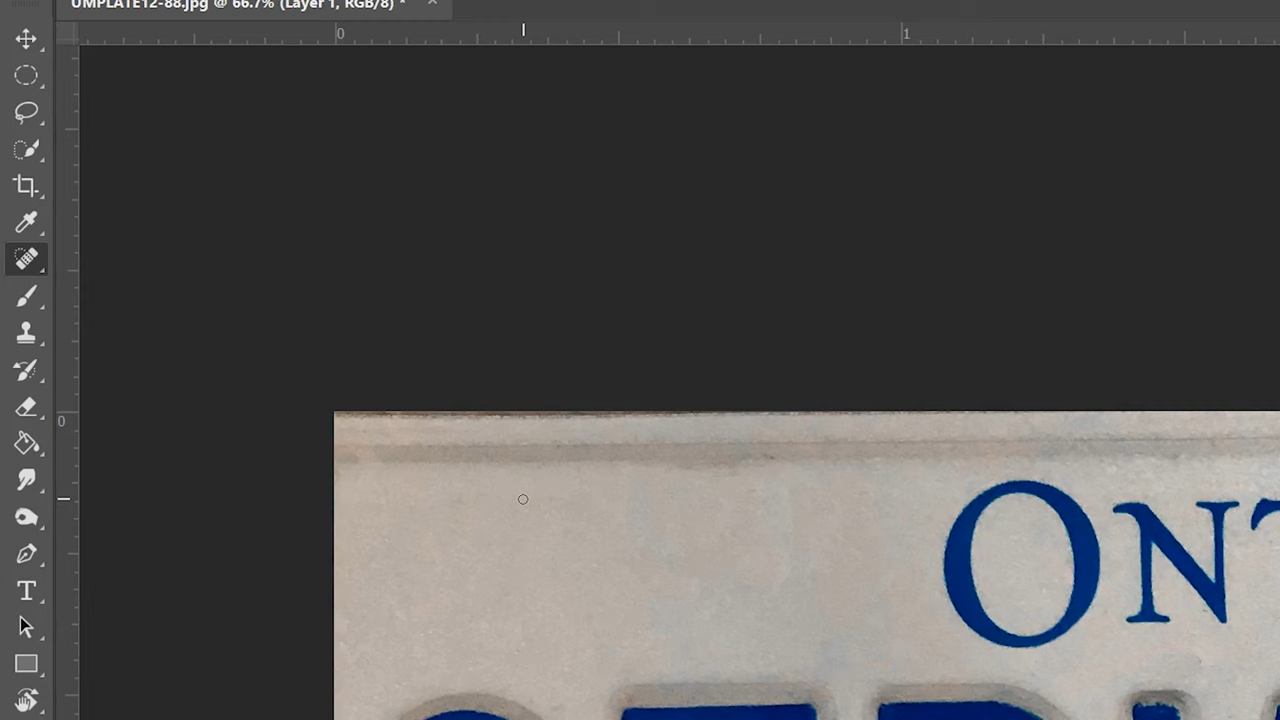 UMPLATE12-88.jpg @ 66.7% (Layer 1, RGB/8) *
0 1
0
ONT